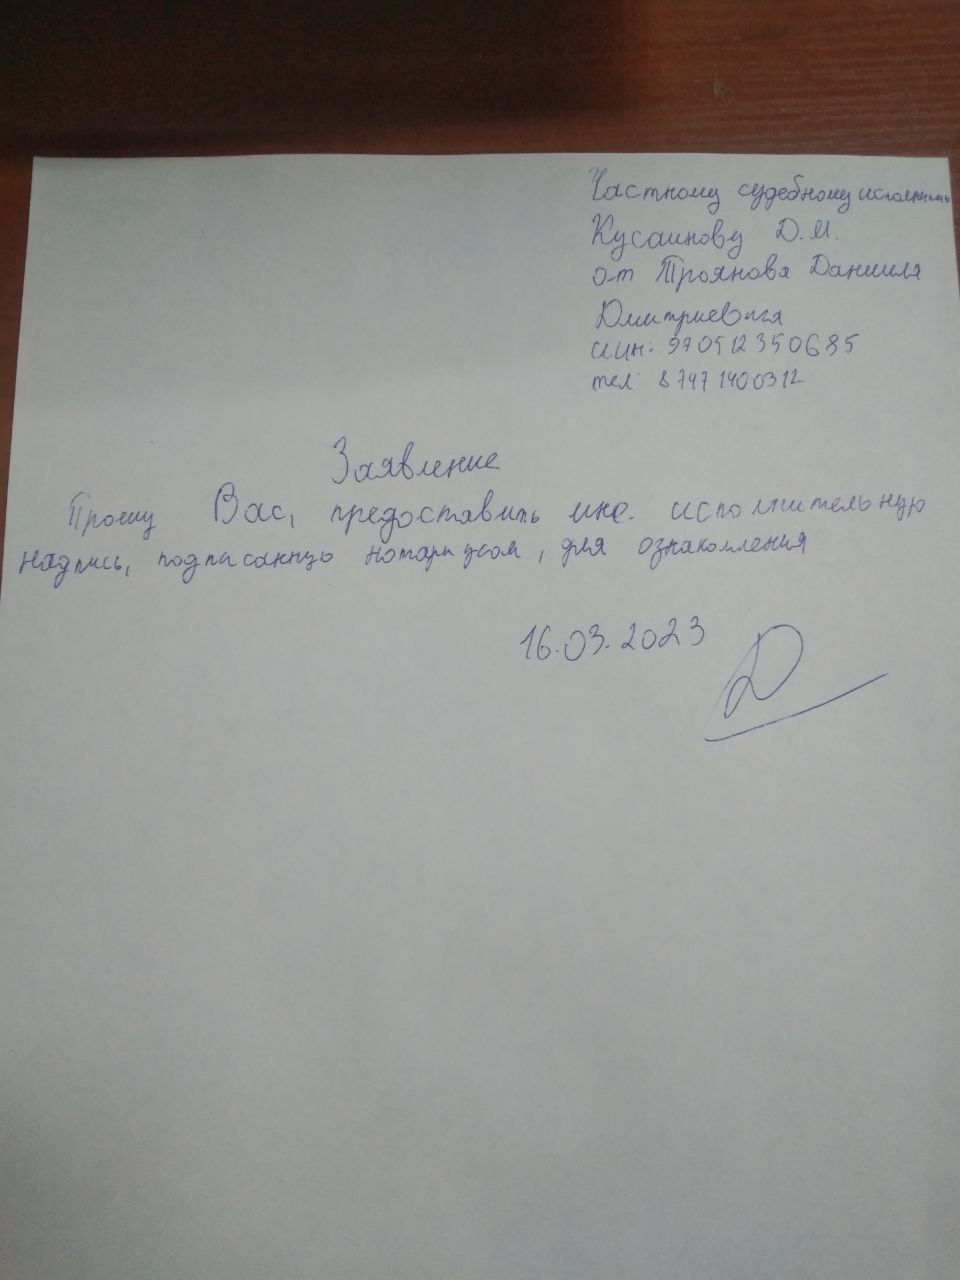 Частному судебному исполнитель
Кусаинову Д.М.
от Троянова Даниила
Дмитриевича
ИИН: 970512350685
тел: 87471400312
Заявление
Прошу Вас, предоставить мне исполнительную
надпись, подписанную нотариусом, для ознакомления
16.03.2023